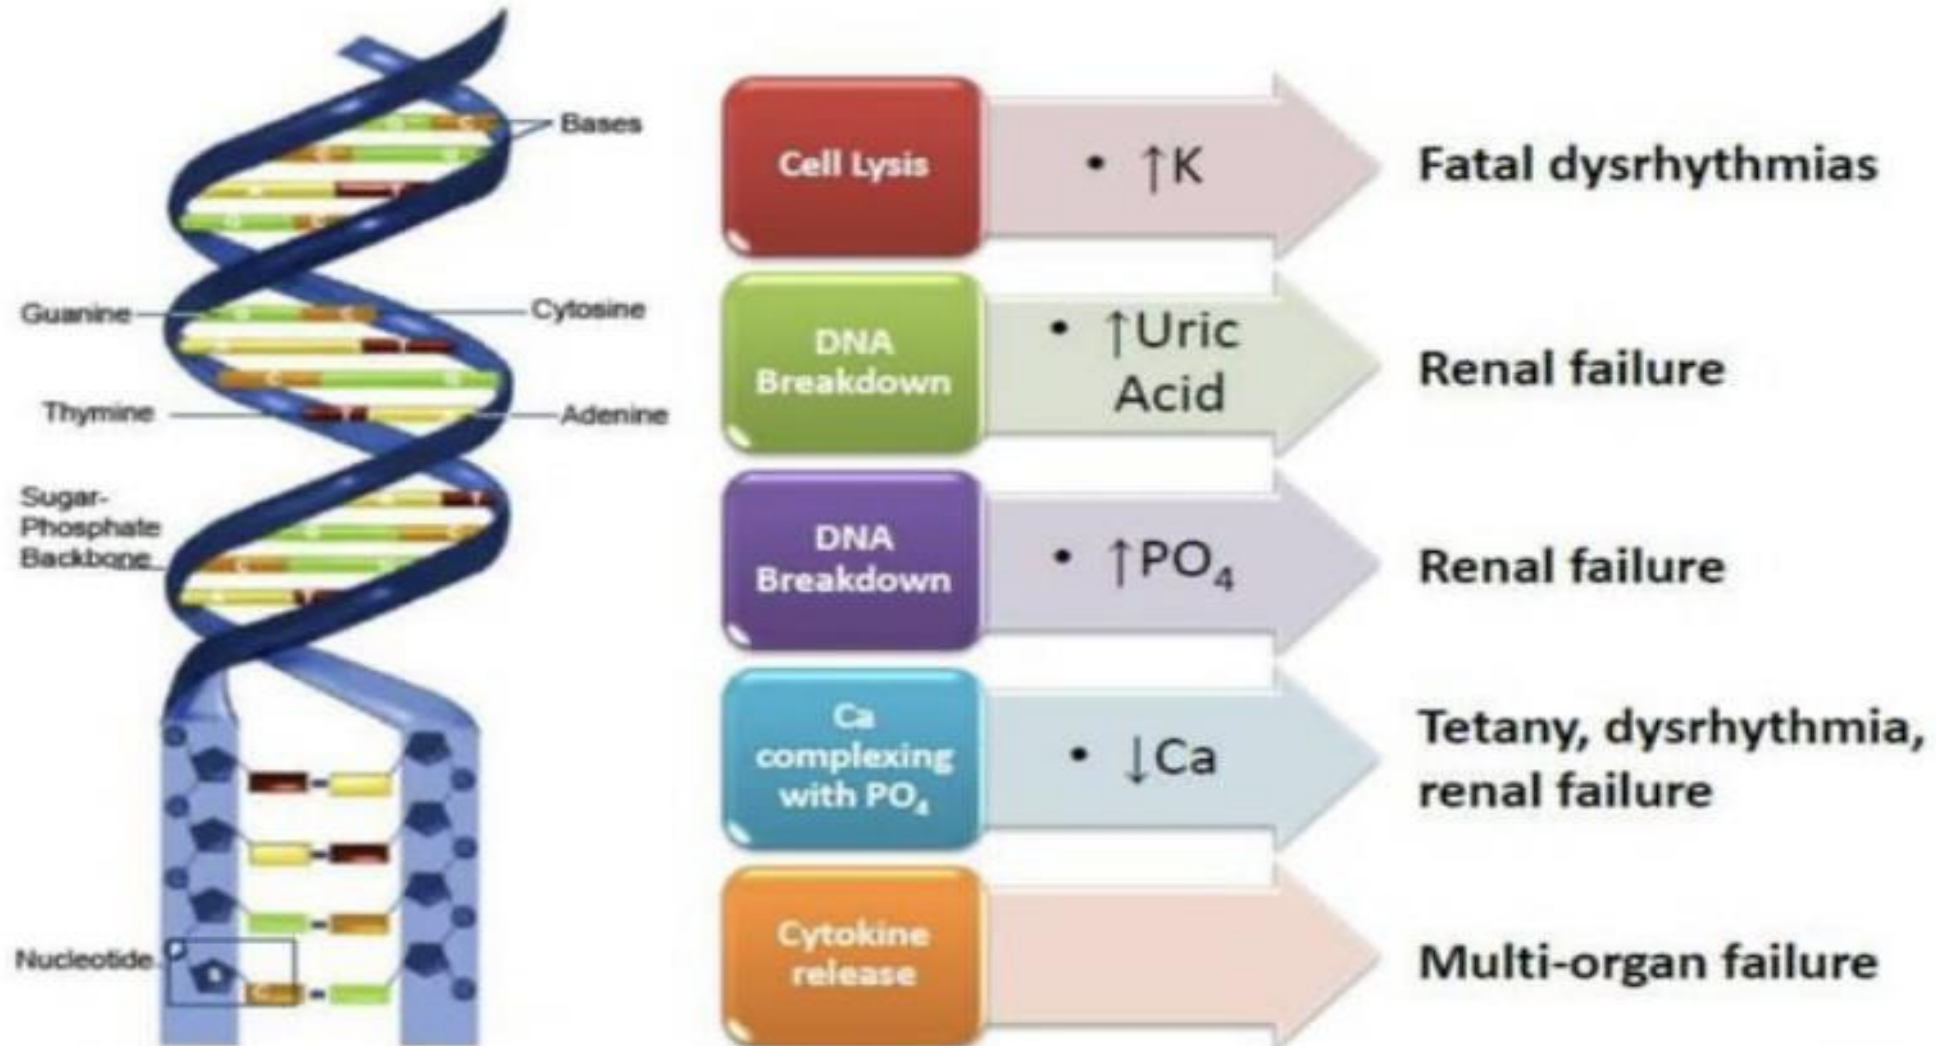 Bases
Guanine
Cytosine
Thymine
Adenine
Sugar-
Phosphate
Backbone
Nucleotide
Cell Lysis
• ↑K
Fatal dysrhythmias
DNA
Breakdown
• ↑Uric
Acid
Renal failure
DNA
Breakdown
• ↑PO₄
Renal failure
Ca
complexing
with PO₄
• ↓Ca
Tetany, dysrhythmia,
renal failure
Cytokine
release
Multi-organ failure